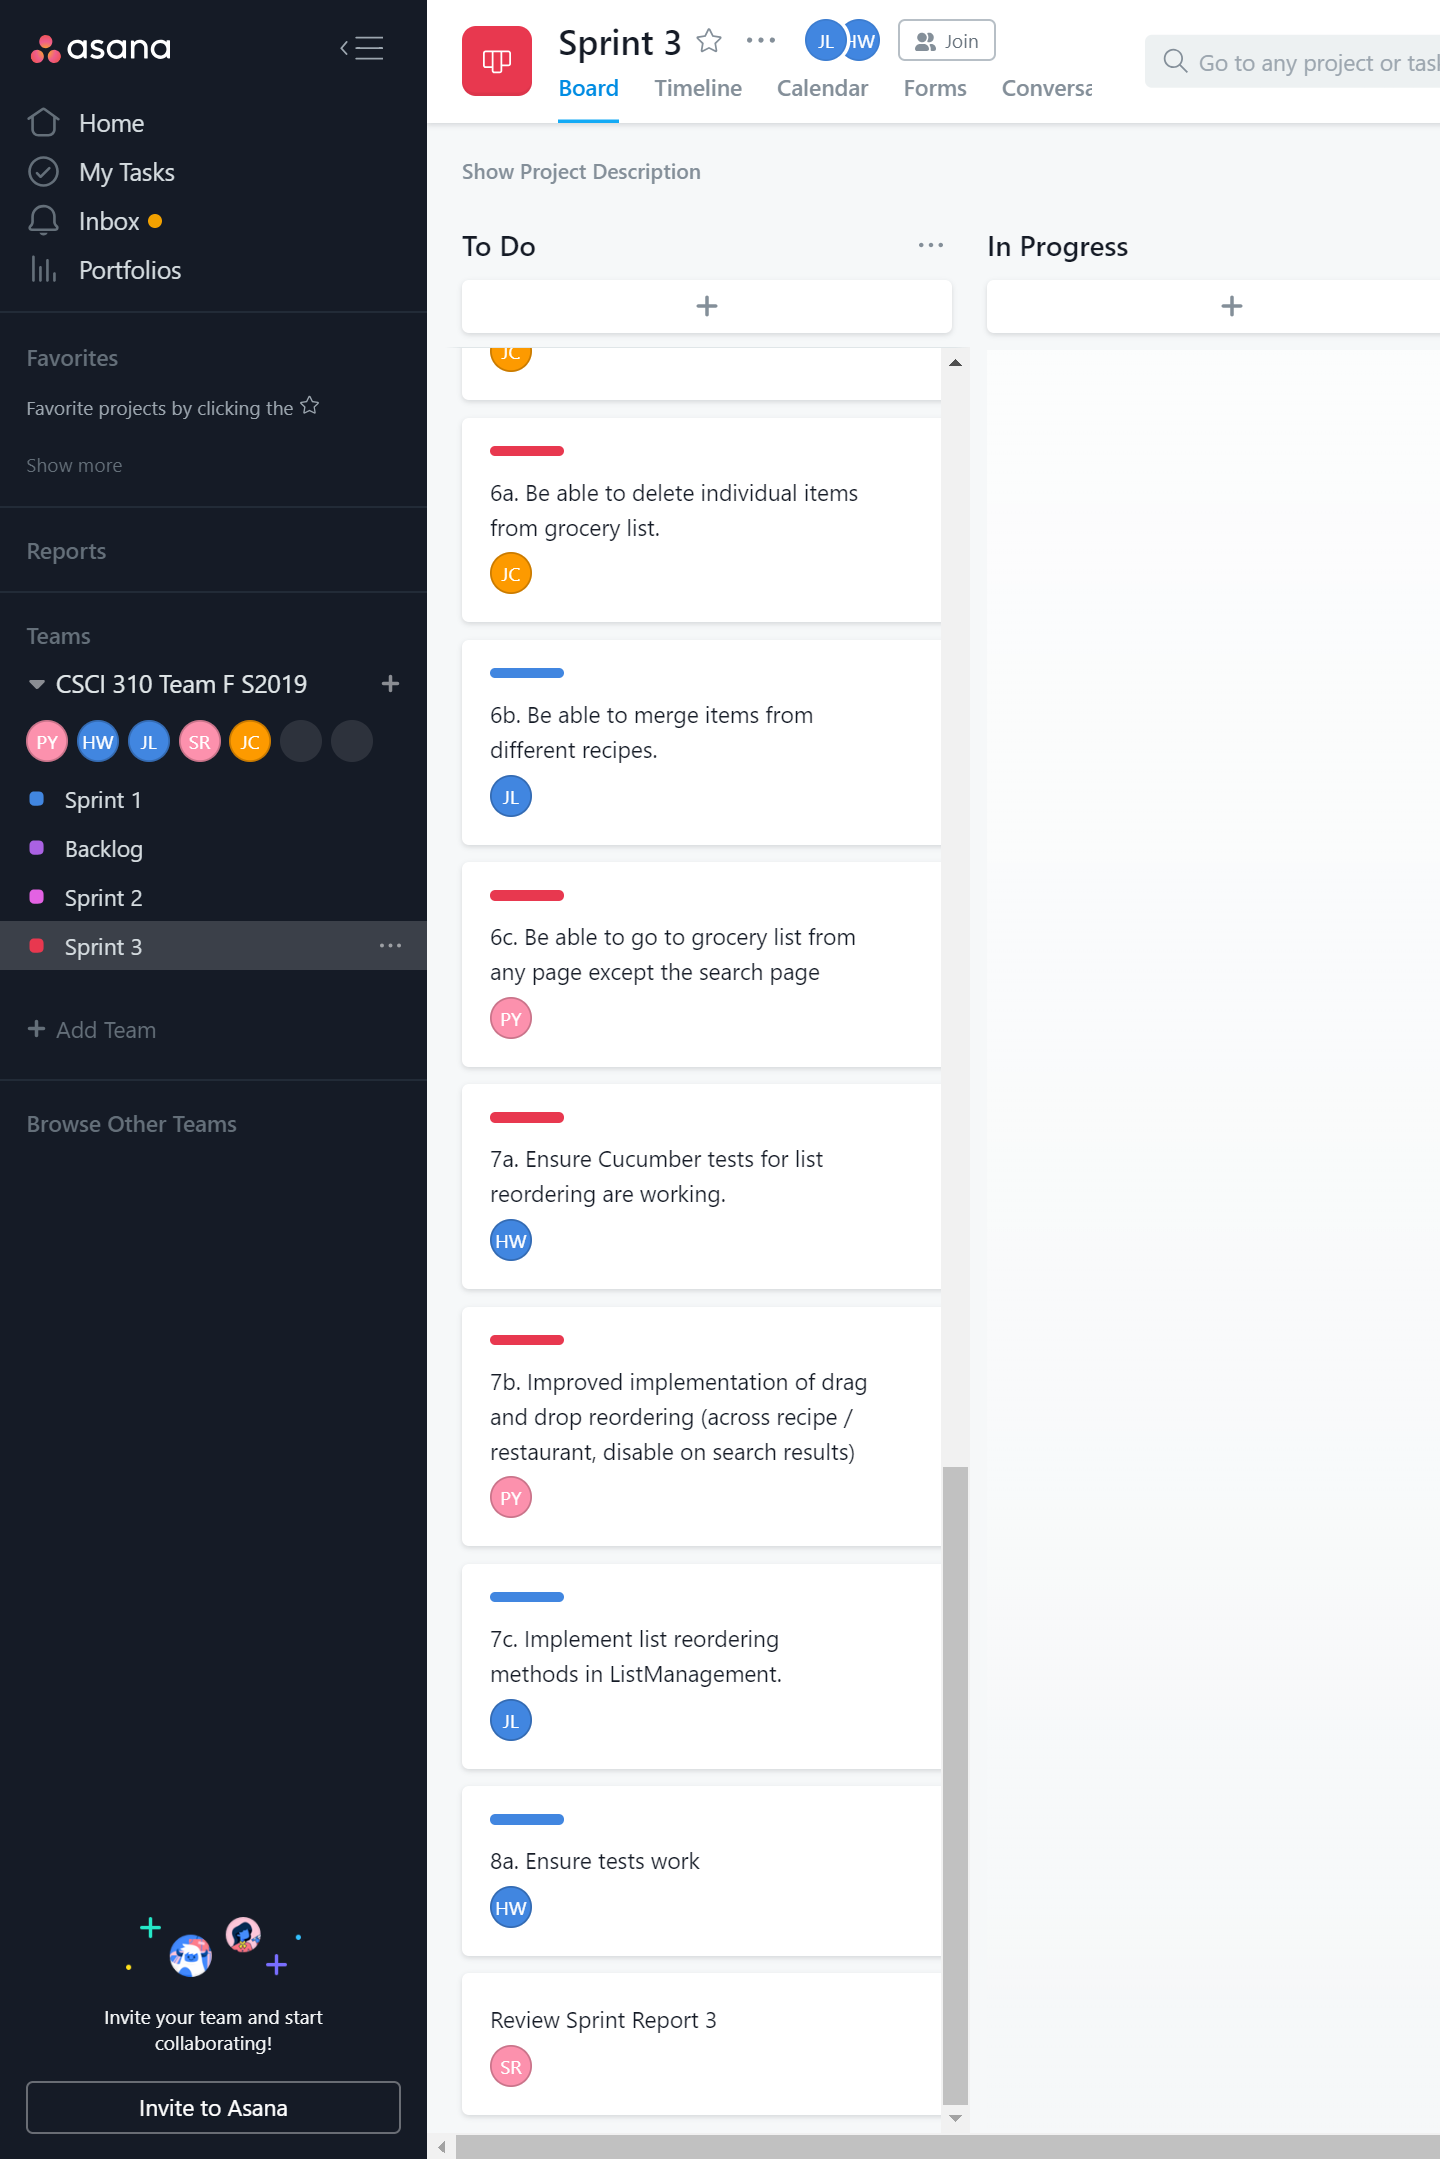 asana
Home
My Tasks
Inbox
Portfolios
Favorites
Favorite projects by clicking the
Show more
Reports
Teams
CSCI 310 Team F S2019
PY HW JL SR JC
Sprint 1
Backlog
Sprint 2
Sprint 3
Add Team
Browse Other Teams
Invite your team and start
collaborating!
Invite to Asana
Sprint 3
JL HW
Join
Go to any project or task
Board Timeline Calendar Forms Conversa
Show Project Description
To Do
JC
6a. Be able to delete individual items
from grocery list.
JC
6b. Be able to merge items from
different recipes.
JL
6c. Be able to go to grocery list from
any page except the search page
PY
7a. Ensure Cucumber tests for list
reordering are working.
HW
7b. Improved implementation of drag
and drop reordering (across recipe /
restaurant, disable on search results)
PY
7c. Implement list reordering
methods in ListManagement.
JL
8a. Ensure tests work
HW
Review Sprint Report 3
SR
In Progress